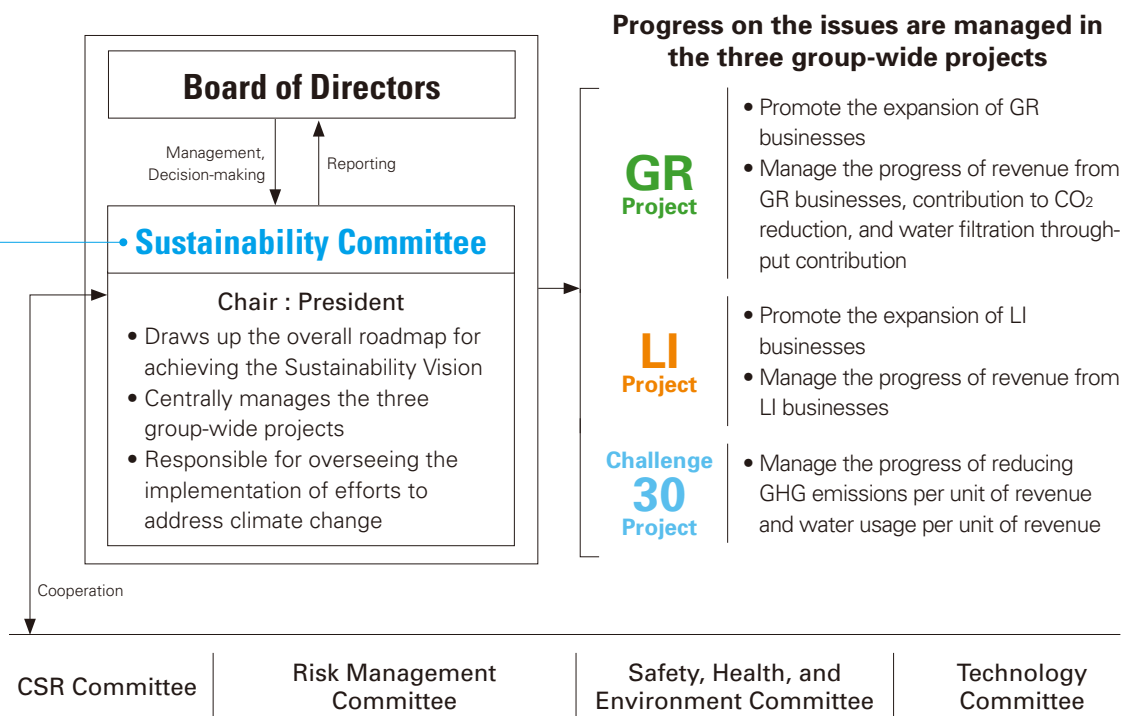 Progress on the issues are managed in
the three group-wide projects
Board of Directors
Management,
Decision-making
Reporting
Sustainability Committee
Chair : President
• Draws up the overall roadmap for
achieving the Sustainability Vision
• Centrally manages the three
group-wide projects
• Responsible for overseeing the
implementation of efforts to
address climate change
GR
Project
• Promote the expansion of GR
businesses
• Manage the progress of revenue from
GR businesses, contribution to CO2
reduction, and water filtration through-
put contribution
LI
Project
• Promote the expansion of LI
businesses
• Manage the progress of revenue from
LI businesses
Challenge
30
Project
• Manage the progress of reducing
GHG emissions per unit of revenue
and water usage per unit of revenue
Cooperation
CSR Committee
Risk Management
Committee
Safety, Health, and
Environment Committee
Technology
Committee